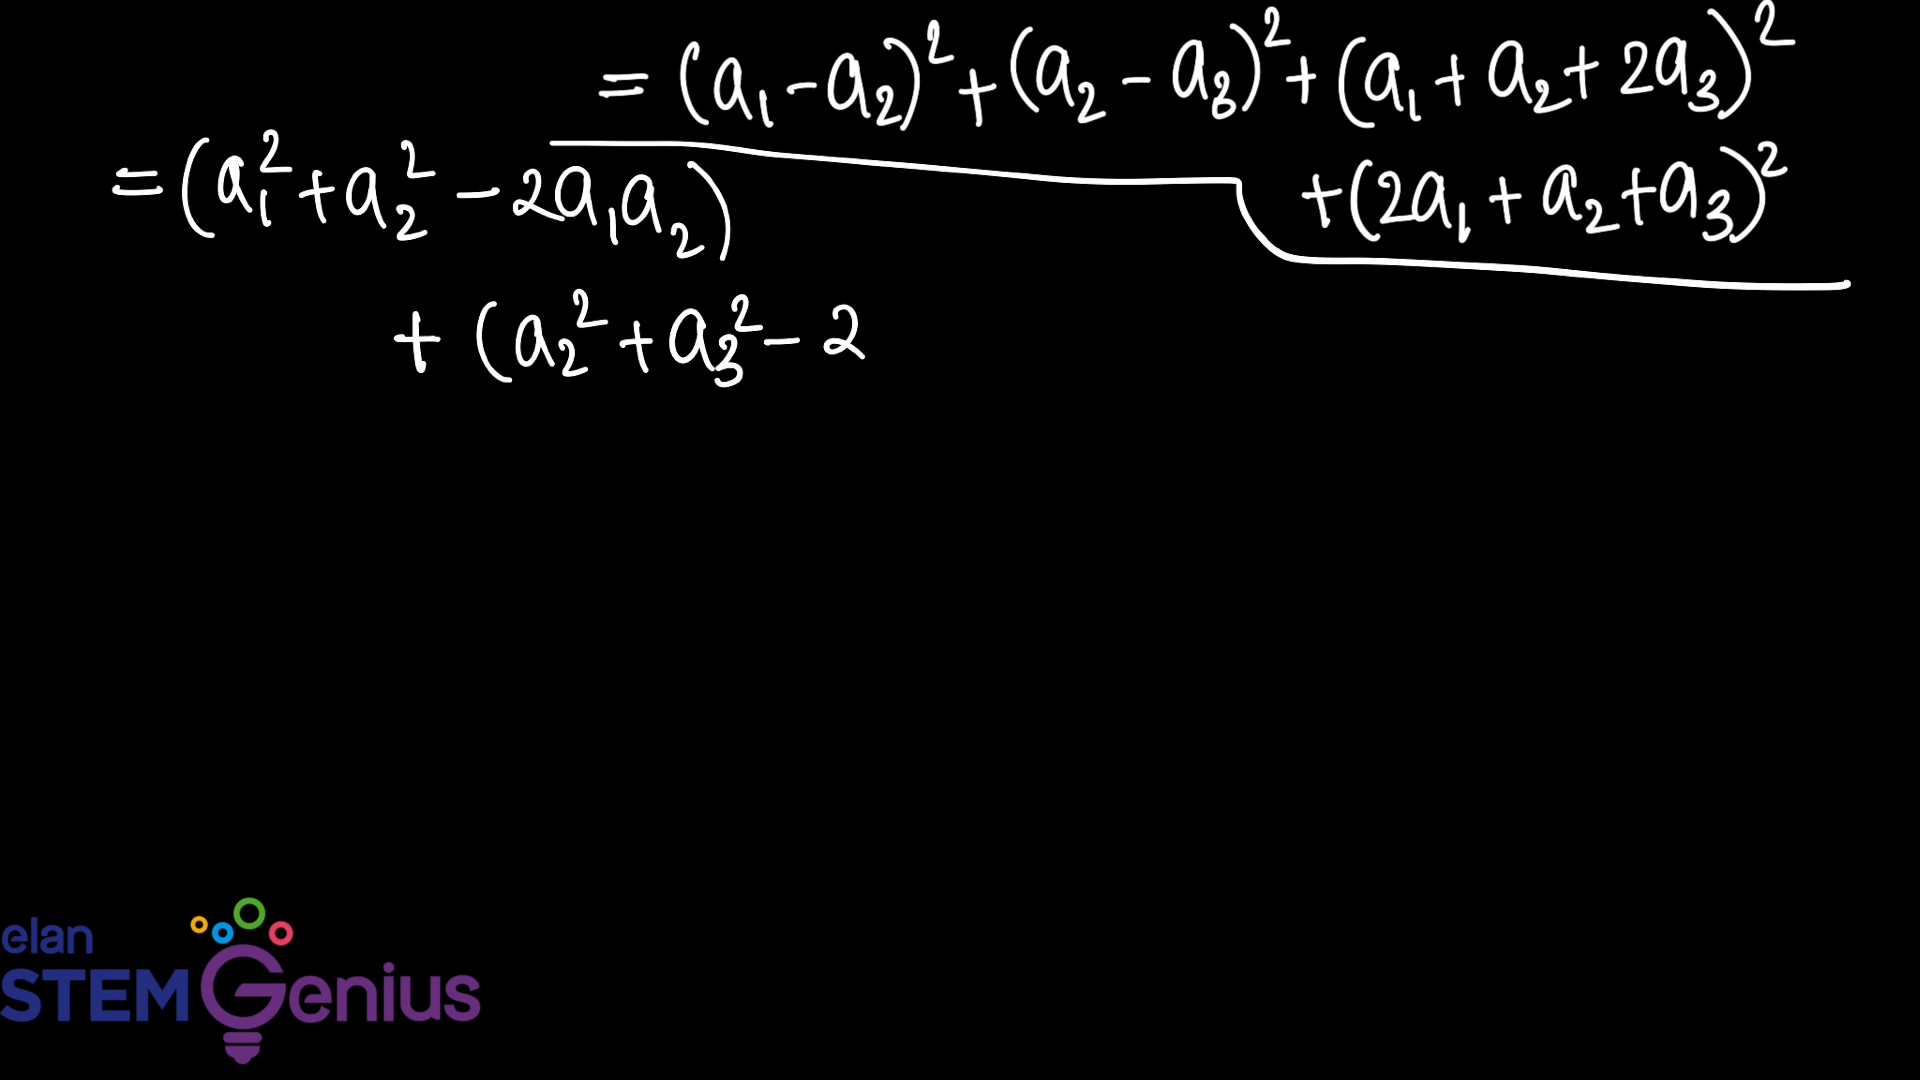 = (a₁ - a₂)² + (a₂ - a₃)² + (a₁ + a₂ + 2a₃)²
+ (2a₁ + a₂ + a₃)²
= (a₁² + a₂² - 2a₁a₂)
+ (a₂² + a₃² - 2
elan
STEM Genius